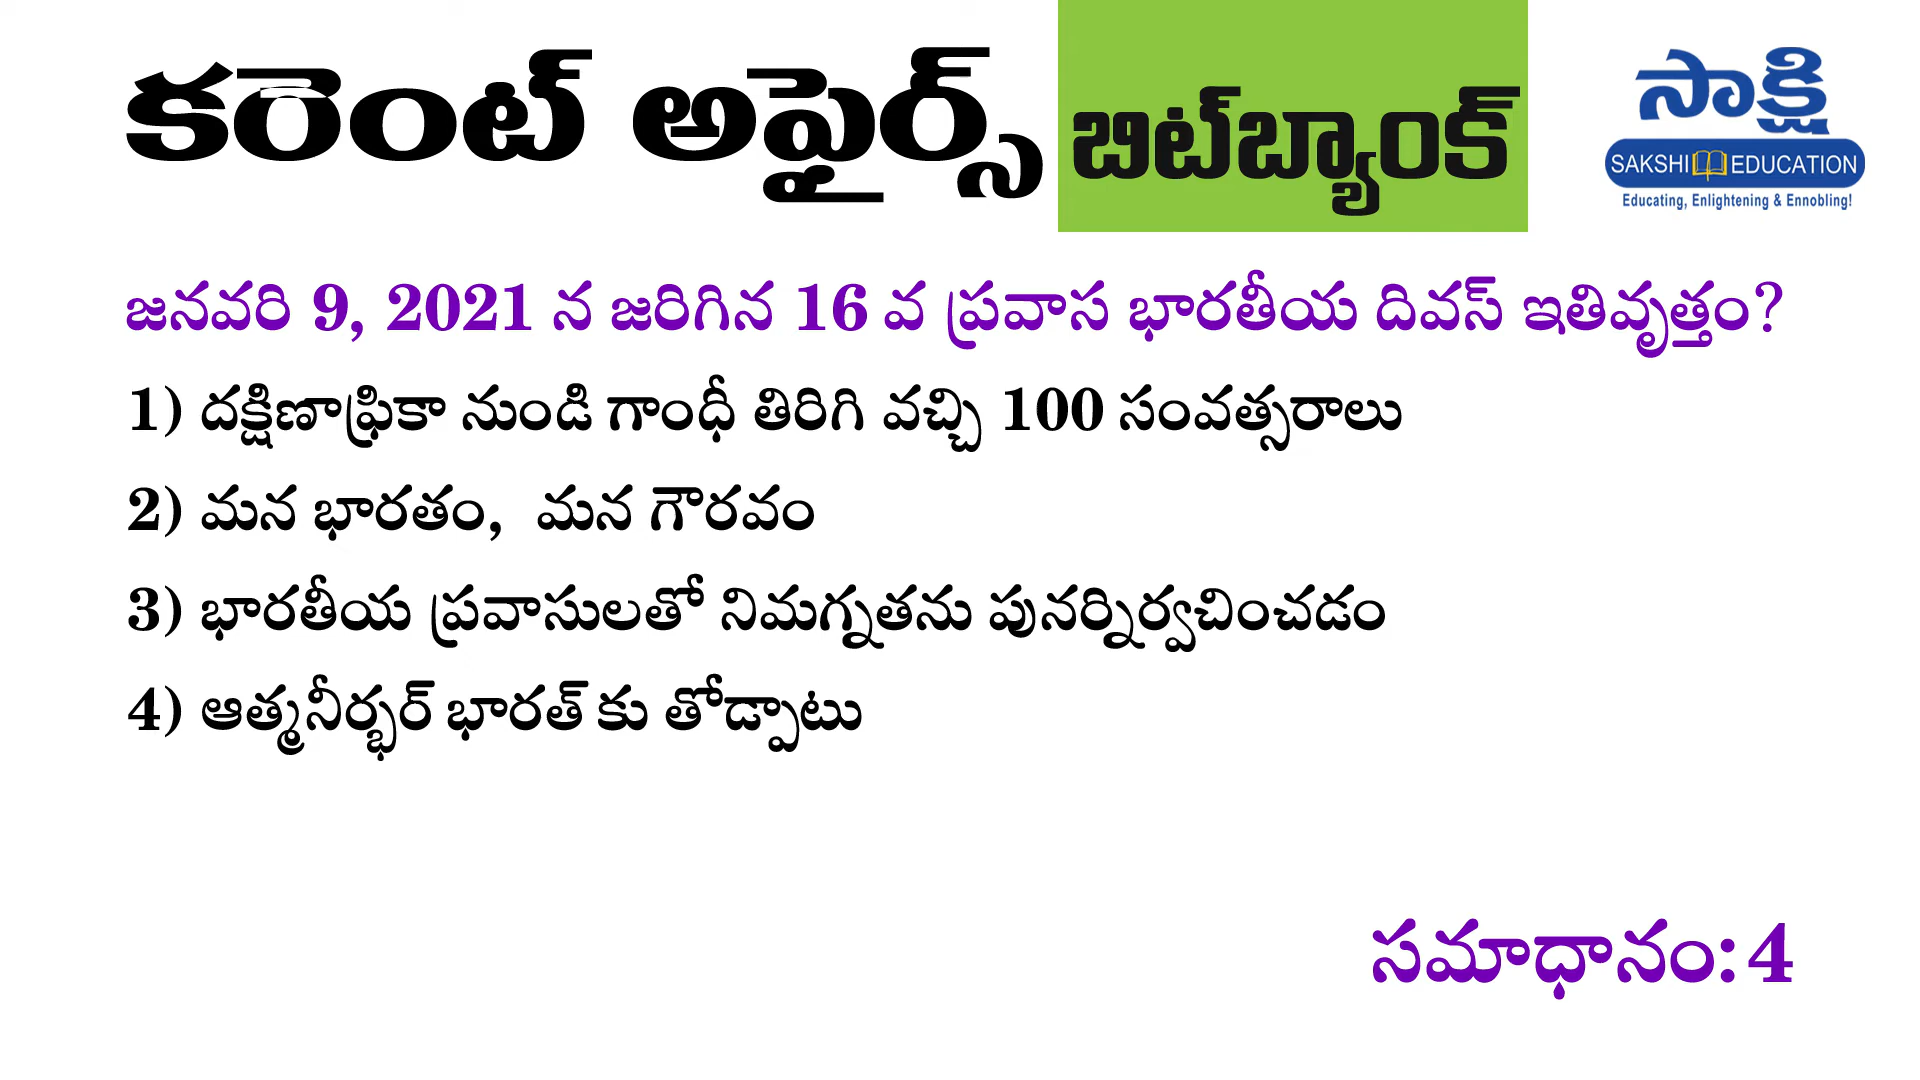 కరెంట్ అఫైర్స్ బిట్‌బ్యాంక్
సాక్షి
SAKSHI EDUCATION
Educating, Enlightening & Ennobling!
జనవరి 9, 2021 న జరిగిన 16 వ ప్రవాస భారతీయ దివస్ ఇతివృత్తం?
1) దక్షిణాఫ్రికా నుండి గాంధీ తిరిగి వచ్చి 100 సంవత్సరాలు
2) మన భారతం, మన గౌరవం
3) భారతీయ ప్రవాసులతో నిమగ్నతను పునర్నిర్వచించడం
4) ఆత్మనీర్భర్ భారత్ కు తోడ్పాటు
సమాధానం:4